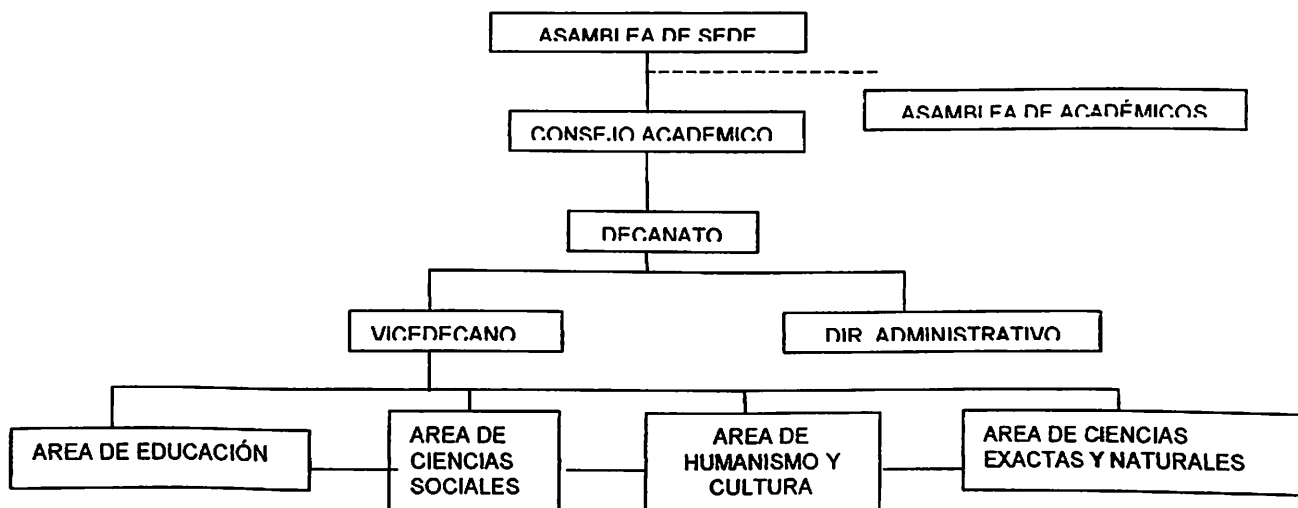 ASAMBLEA DE SEDE
ASAMBLEA DE ACADÉMICOS
CONSEJO ACADEMICO
DECANATO
VICEDECANO
DIR. ADMINISTRATIVO
AREA DE EDUCACIÓN
AREA DE
CIENCIAS
SOCIALES
AREA DE
HUMANISMO Y
CULTURA
AREA DE CIENCIAS
EXACTAS Y NATURALES